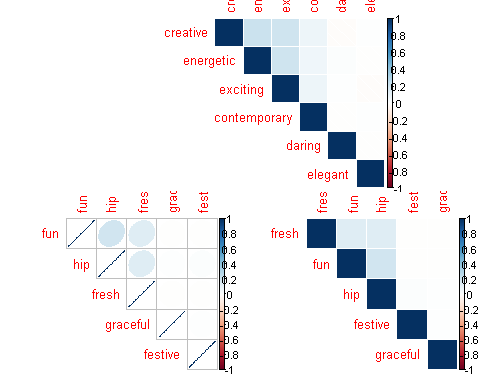 creative
energetic
exciting
contemporary
daring
elegant
1
0.8
0.6
0.4
0.2
0
-0.2
-0.4
-0.6
-0.8
-1
fun hip fres grac fest
fun
hip
fresh
graceful
festive
1
0.8
0.6
0.4
0.2
0
-0.2
-0.4
-0.6
-0.8
-1
fres fun hip fest grac
fresh
fun
hip
festive
graceful
1
0.8
0.6
0.4
0.2
0
-0.2
-0.4
-0.6
-0.8
-1